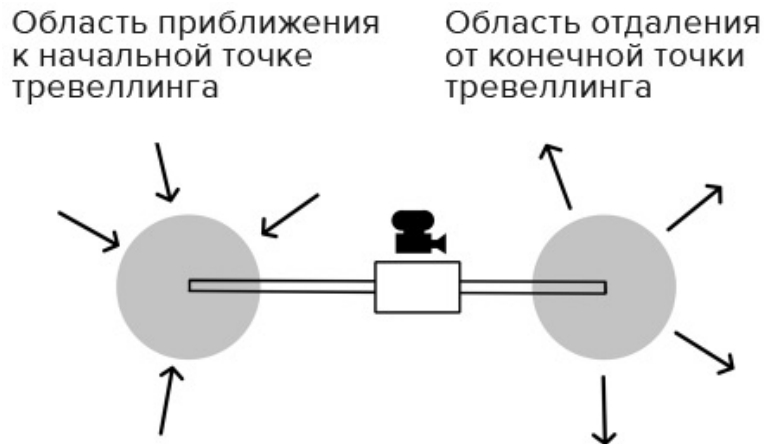 Область приближения
к начальной точке
тревеллинга
Область отдаления
от конечной точки
тревеллинга